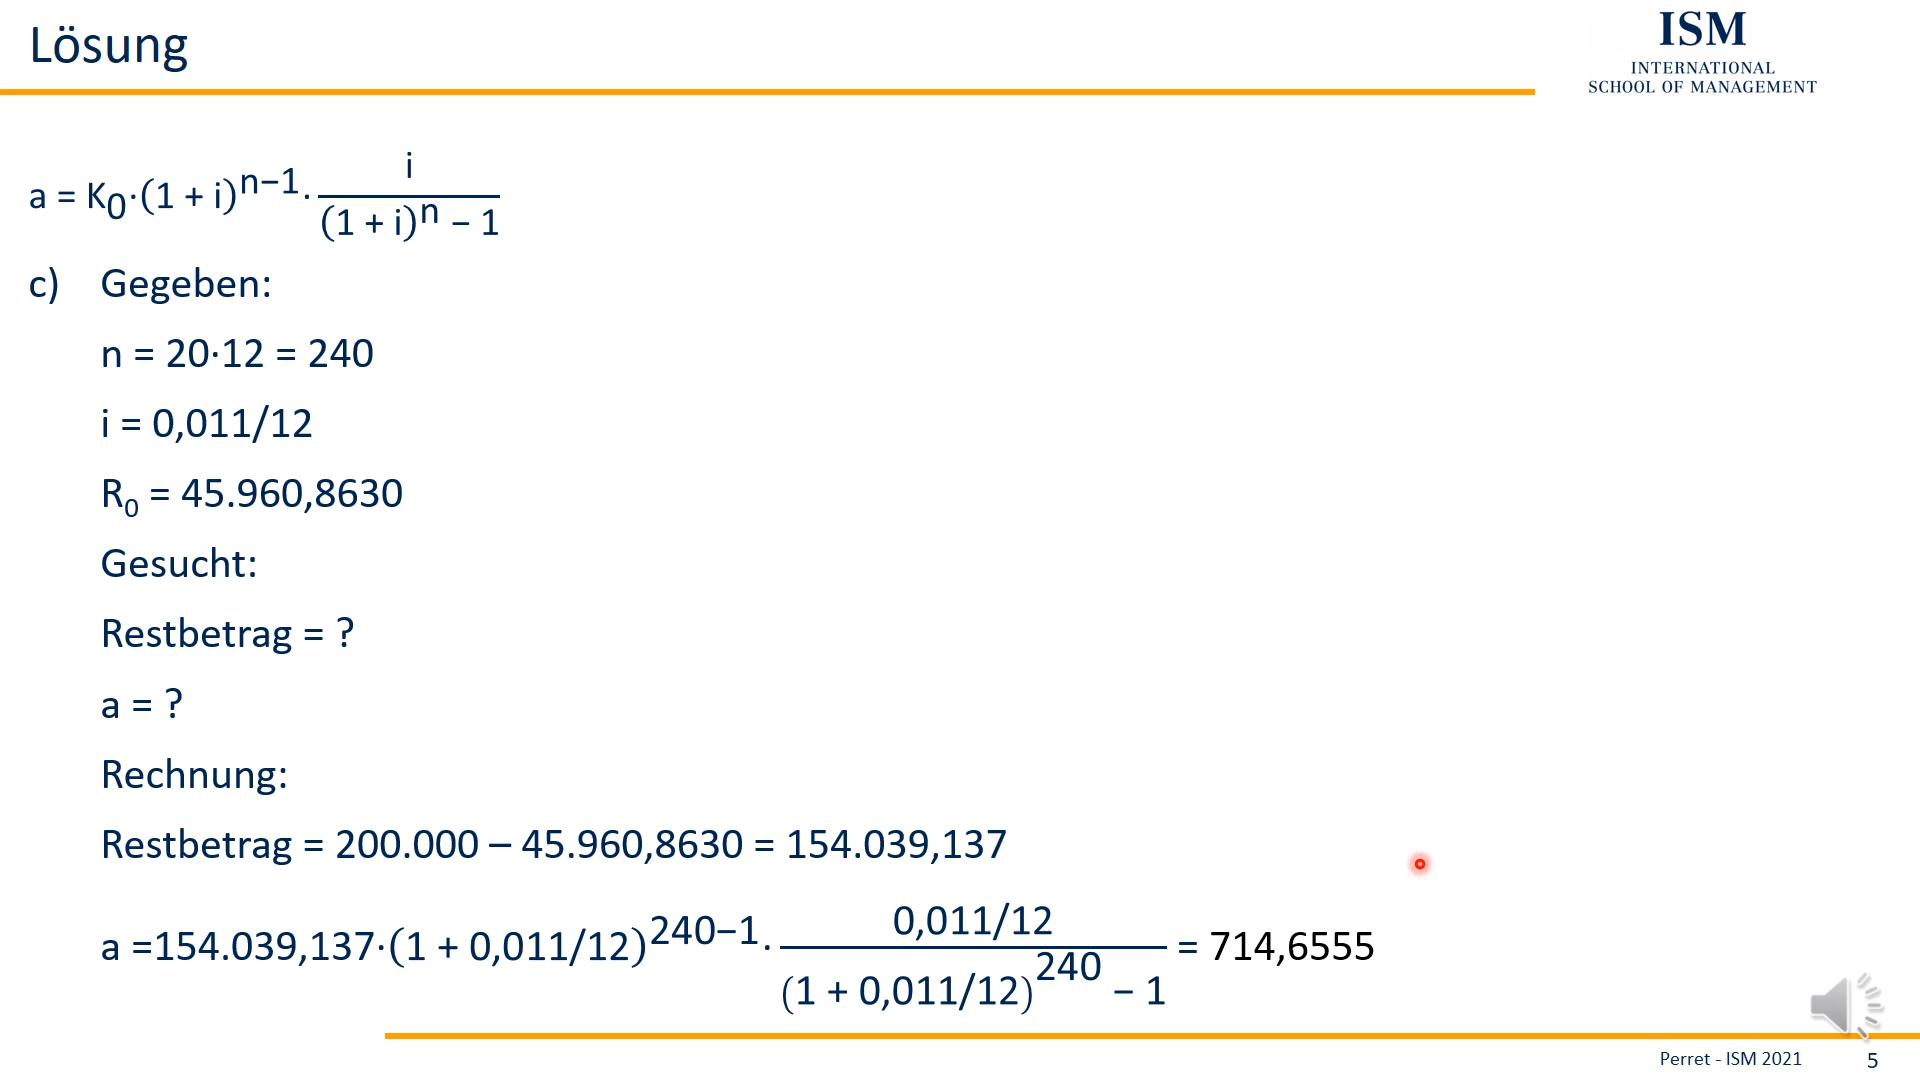 Lösung
ISM
INTERNATIONAL
SCHOOL OF MANAGEMENT
a = K₀·(1 + i)ⁿ⁻¹· i / ((1 + i)ⁿ − 1)
c) Gegeben:
n = 20·12 = 240
i = 0,011/12
R₀ = 45.960,8630
Gesucht:
Restbetrag = ?
a = ?
Rechnung:
Restbetrag = 200.000 – 45.960,8630 = 154.039,137
a =154.039,137·(1 + 0,011/12)²⁴⁰⁻¹· 0,011/12 / ((1 + 0,011/12)²⁴⁰ − 1) = 714,6555
Perret - ISM 2021
5